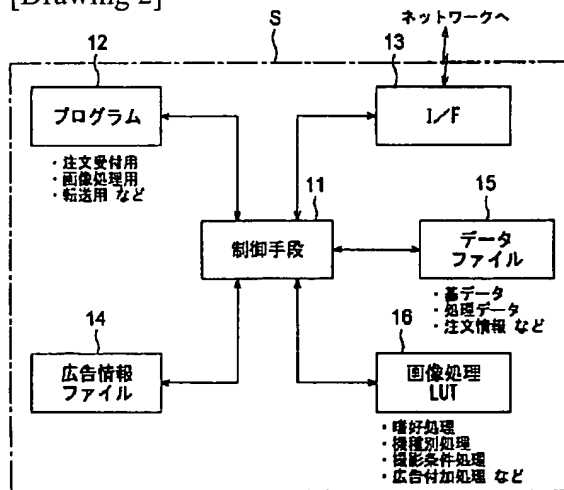 [Drawing 2]
ネットワークへ
S
12
13
プログラム
I/F
・注文受付用
・画像処理用
・転送用 など
11
15
制御手段
データ
ファイル
・基データ
・処理データ
・注文情報 など
14
16
広告情報
ファイル
画像処理
LUT
・嗜好処理
・機種別処理
・撮影条件処理
・広告付加処理 など